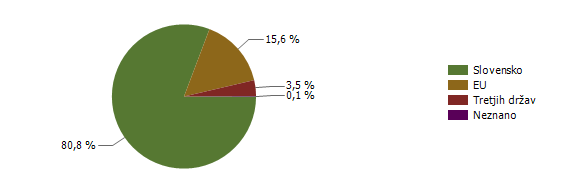 15,6 %
3,5 %
0,1 %
80,8 %
Slovensko
EU
Tretjih držav
Neznano